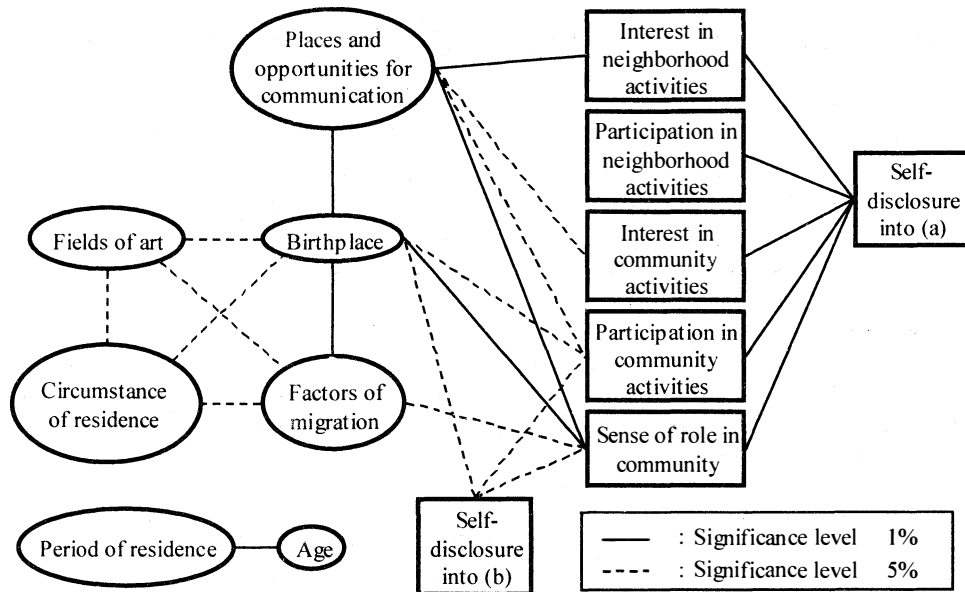 Places and
opportunities for
communication
Interest in
neighborhood
activities
Participation in
neighborhood
activities
Self-
disclosure
into (a)
Fields of art
Birthplace
Interest in
community
activities
Participation in
community
activities
Circumstance
of residence
Factors of
migration
Sense of role in
community
Period of residence
Age
Self-
disclosure
into (b)
: Significance level 1%
: Significance level 5%